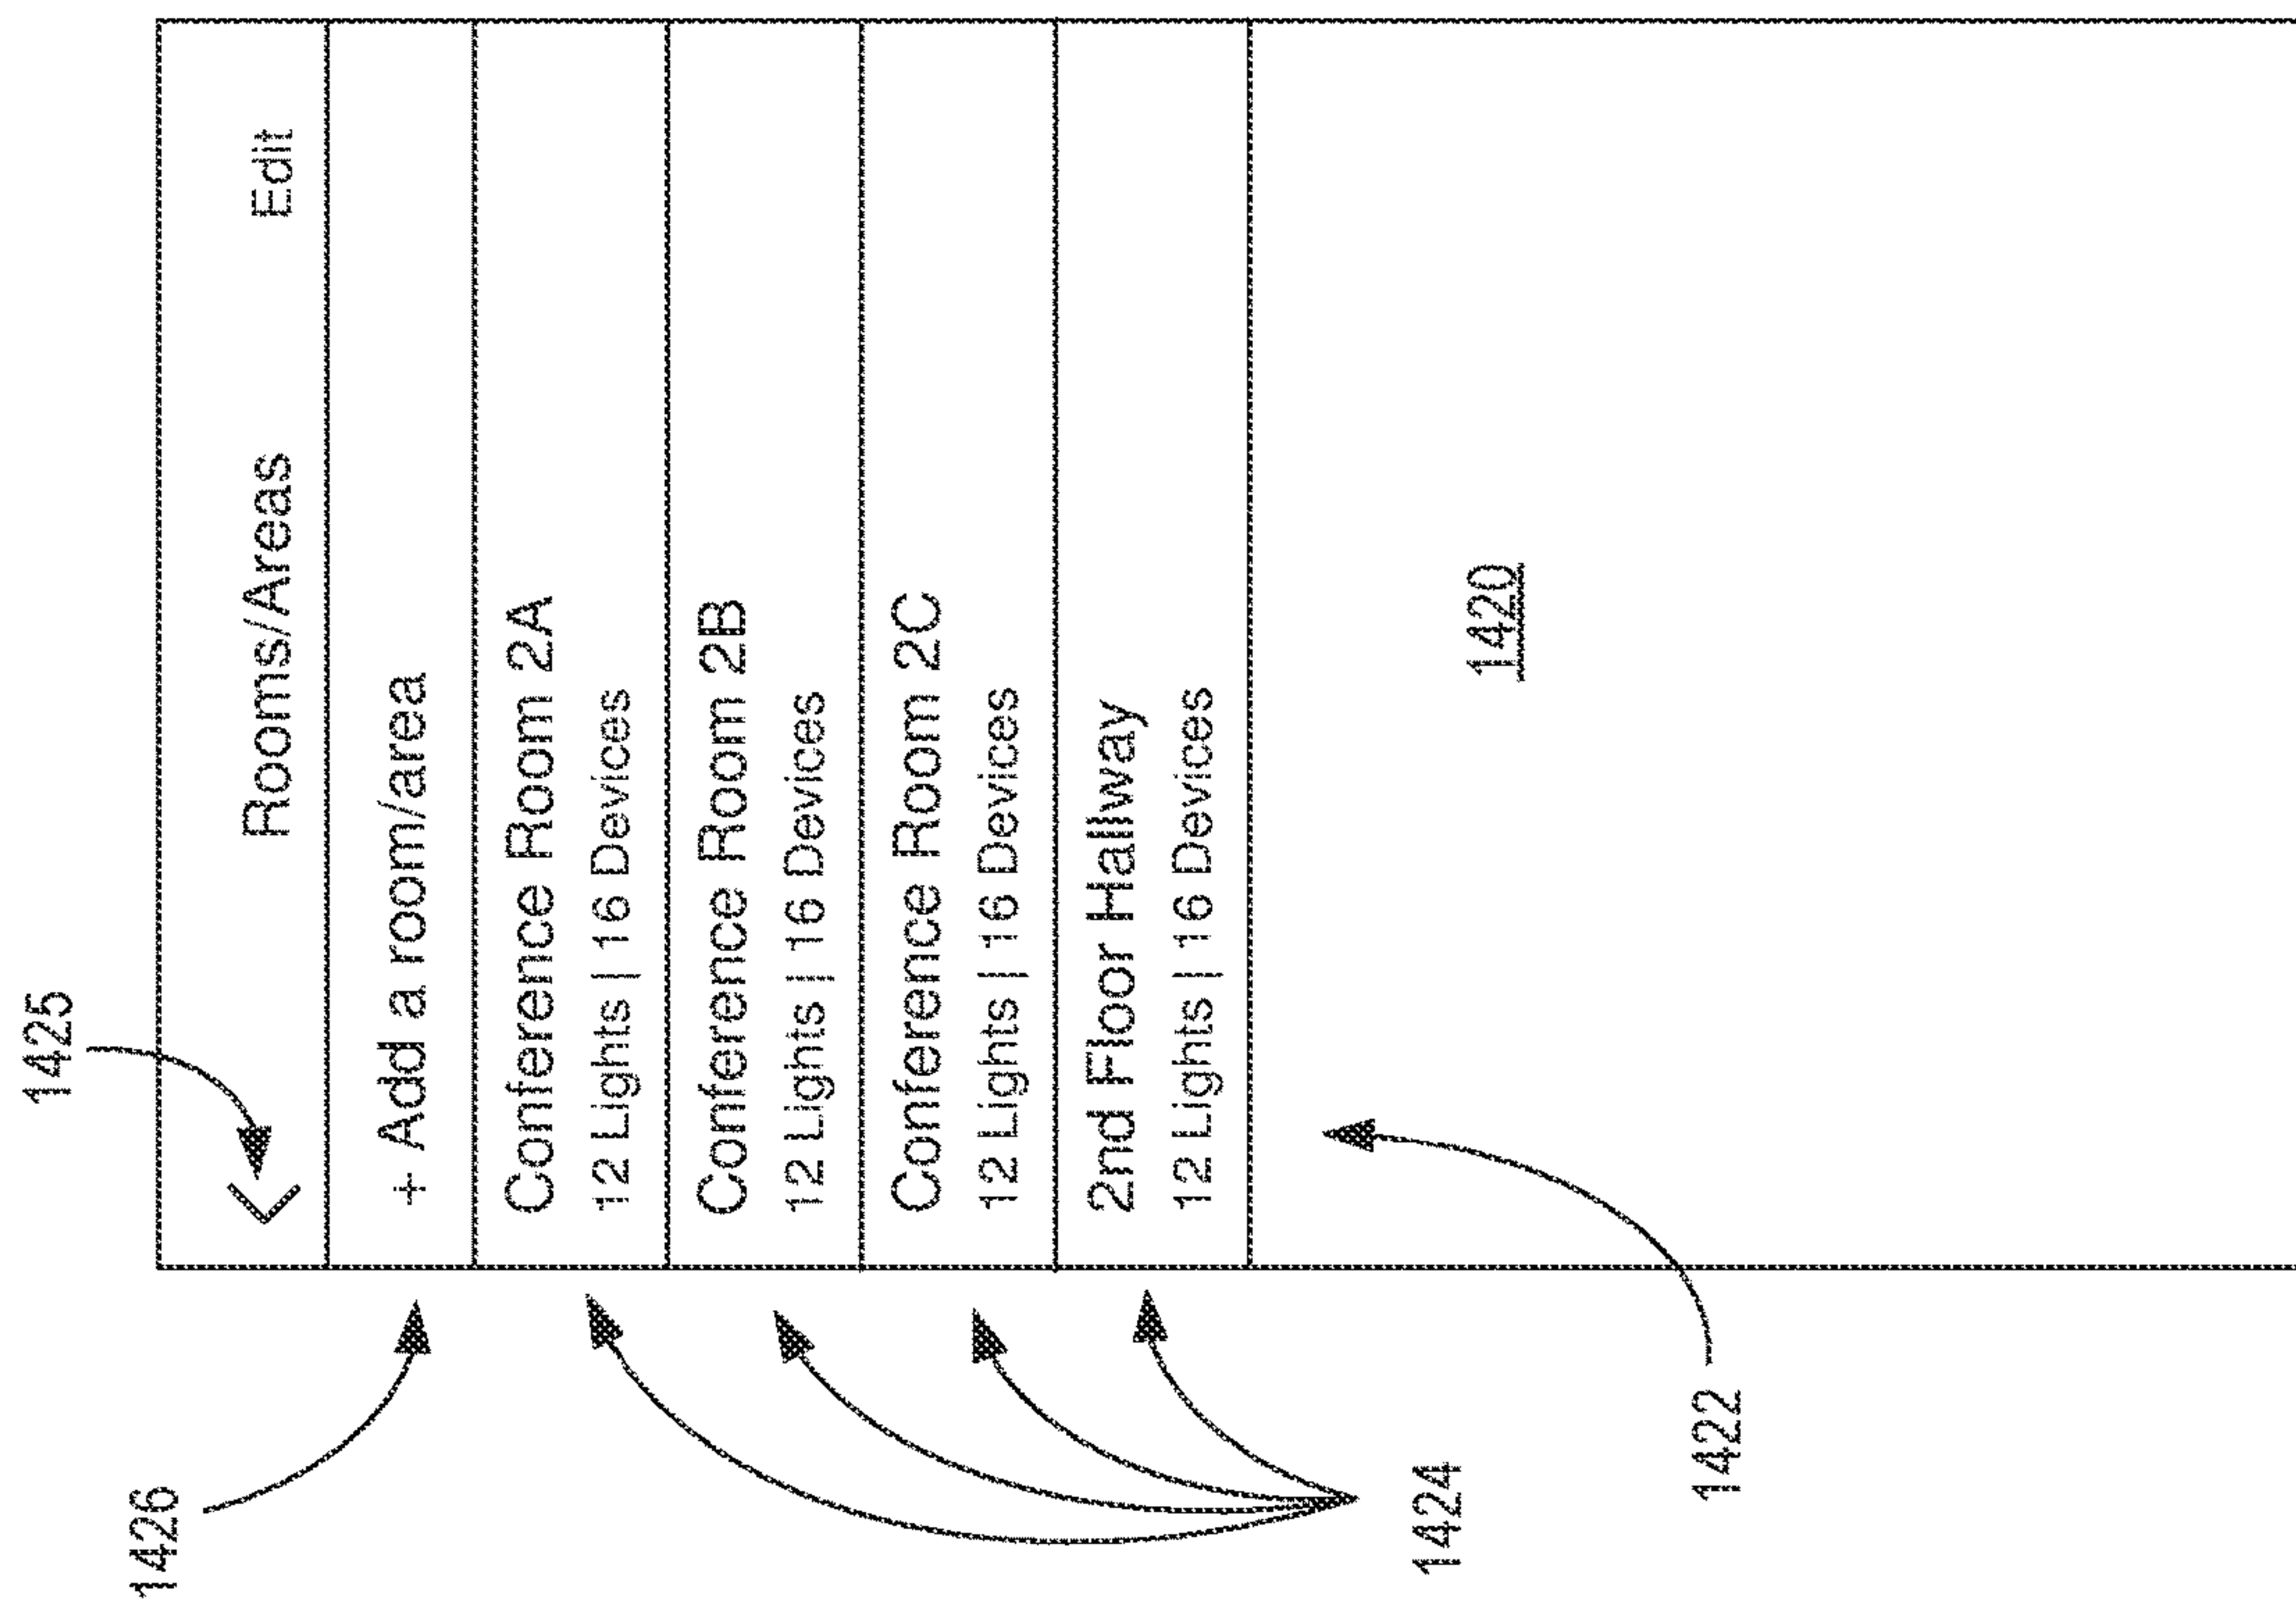 1425
Rooms/Areas Edit
1426
+ Add a room/area
Conference Room 2A
12 Lights | 16 Devices
Conference Room 2B
12 Lights | 16 Devices
Conference Room 2C
12 Lights | 16 Devices
2nd Floor Hallway
12 Lights | 16 Devices
1424
1420
1422